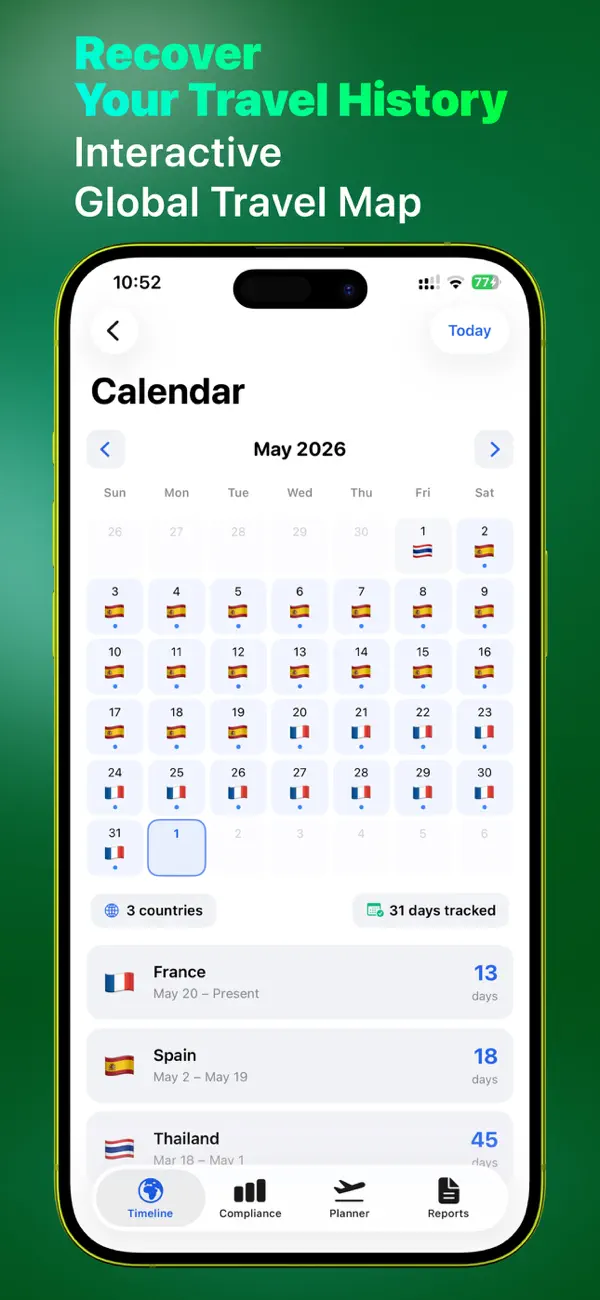 Recover
Your Travel History
Interactive
Global Travel Map
10:52
77
Today
Calendar
May 2026
Sun Mon Tue Wed Thu Fri Sat
26 27 28 29 30 1 2
3 4 5 6 7 8 9
10 11 12 13 14 15 16
17 18 19 20 21 22 23
24 25 26 27 28 29 30
31 1 2 3 4 5 6
3 countries 31 days tracked
France 13
May 20 – Present days
Spain 18
May 2 – May 19 days
Thailand 45
Mar 18 – May 1 days
Timeline Compliance Planner Reports